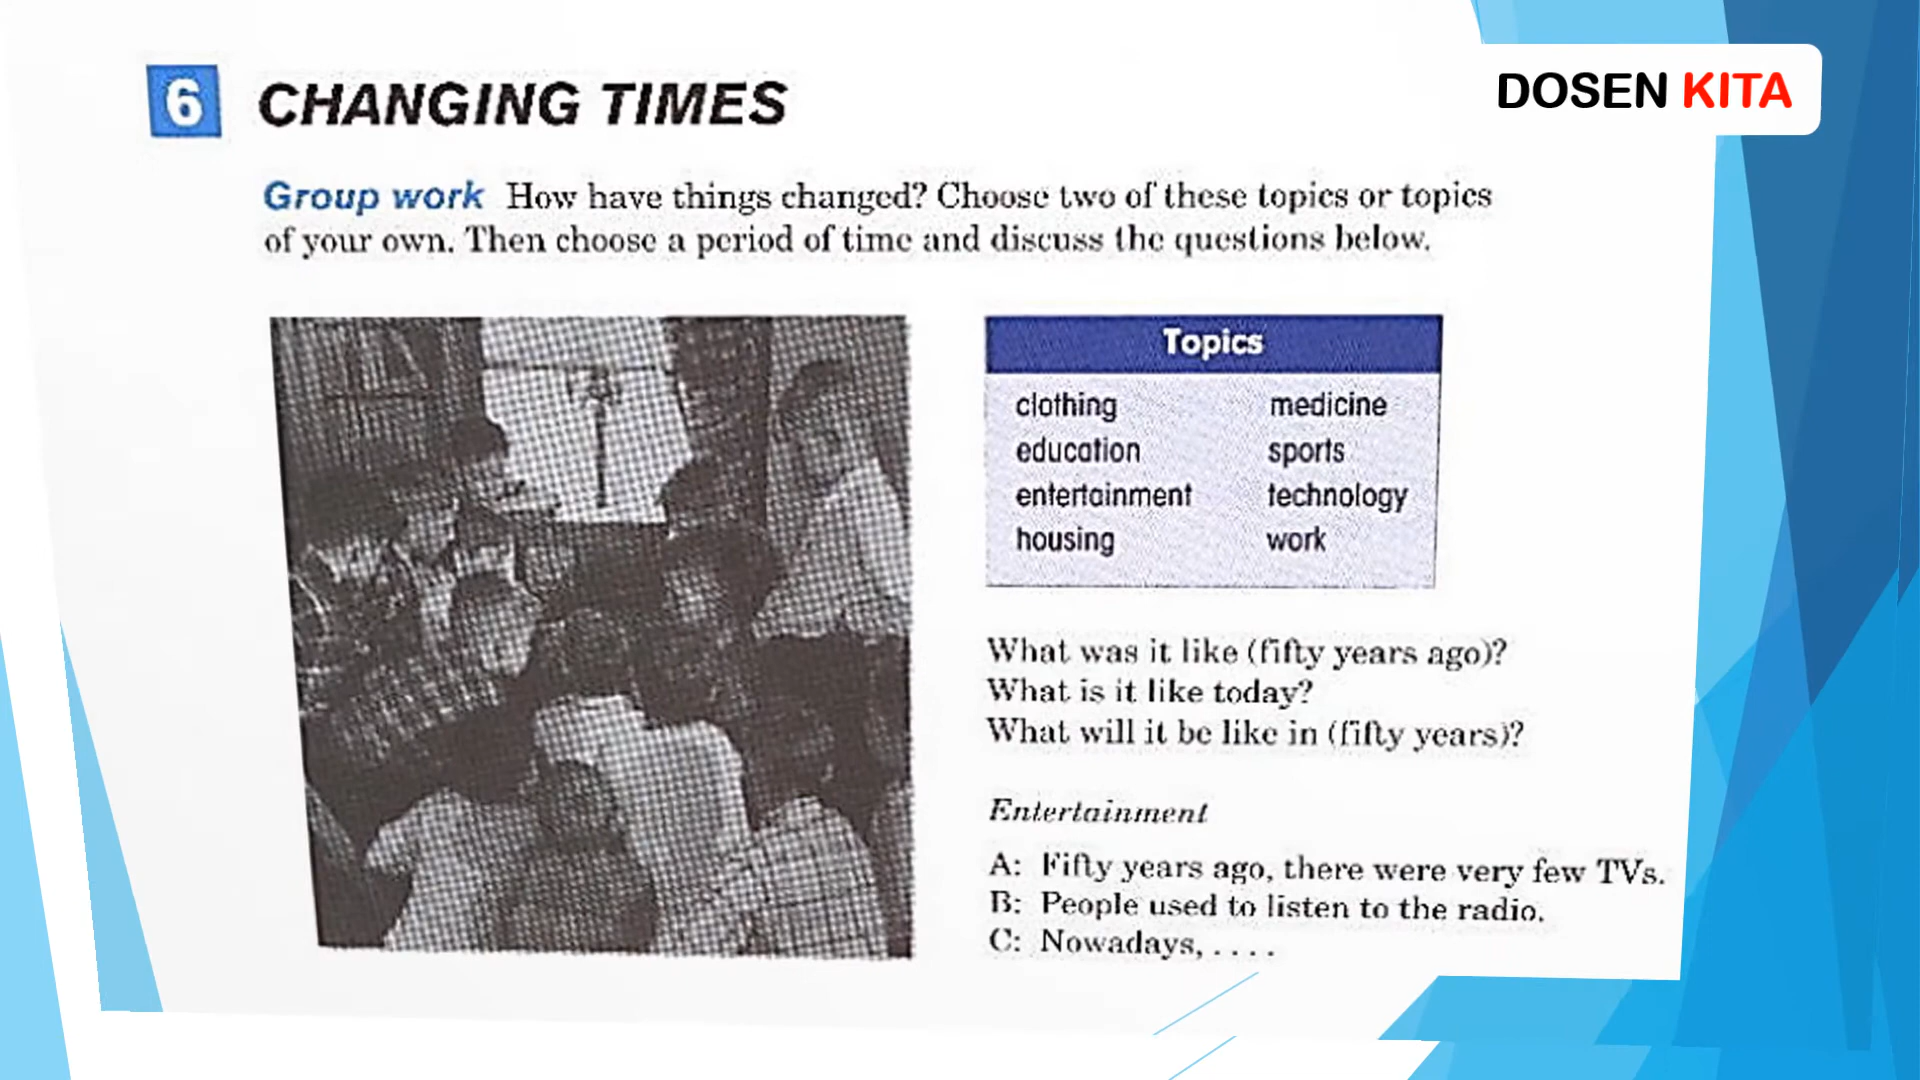 DOSEN KITA
6 CHANGING TIMES
Group work How have things changed? Choose two of these topics or topics
of your own. Then choose a period of time and discuss the questions below.
Topics
clothing medicine
education sports
entertainment technology
housing work
What was it like (fifty years ago)?
What is it like today?
What will it be like in (fifty years)?
Entertainment
A: Fifty years ago, there were very few TVs.
B: People used to listen to the radio.
C: Nowadays, . . . .